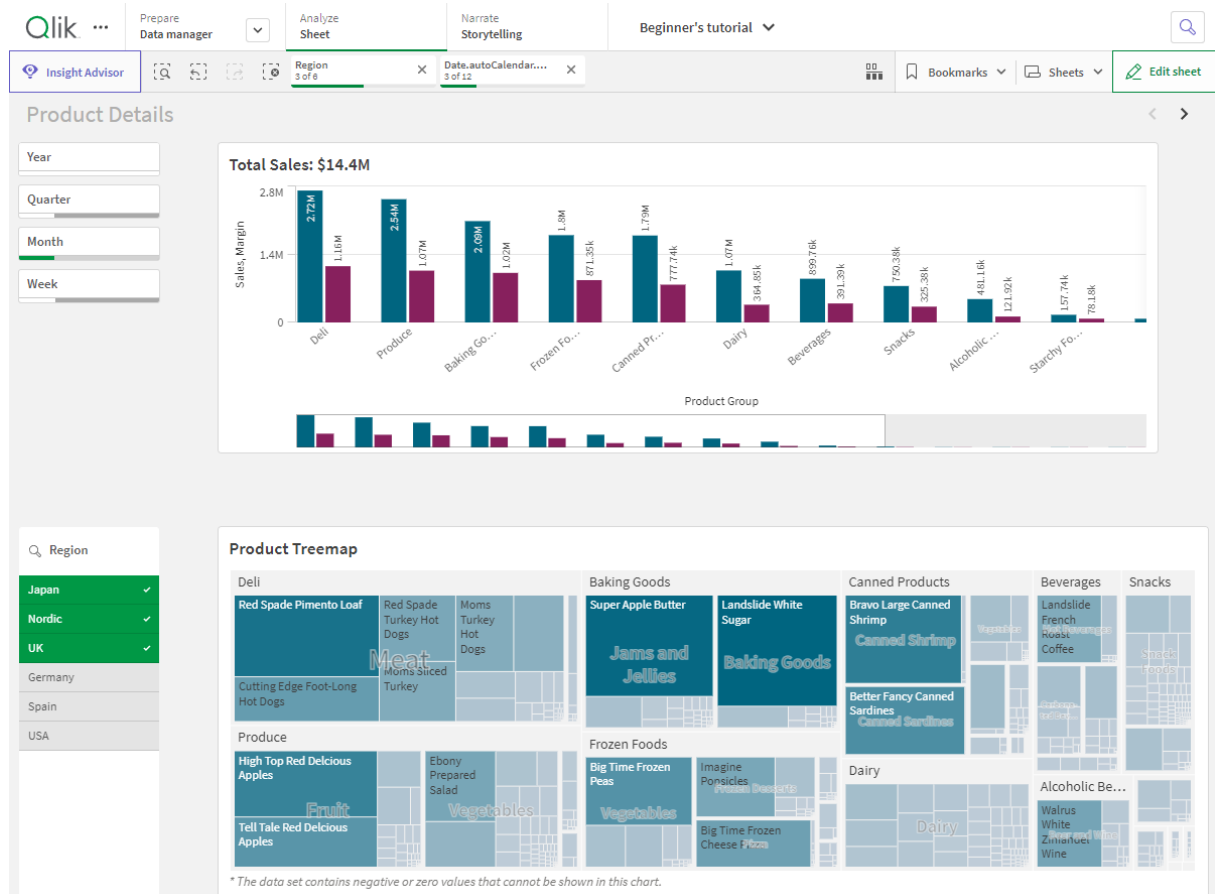 Qlik
Prepare
Data manager
Analyze
Sheet
Narrate
Storytelling
Beginner's tutorial
Insight Advisor
Region
3 of 6
Date.autoCalendar....
3 of 12
Bookmarks
Sheets
Edit sheet
Product Details
Year
Quarter
Month
Week
Total Sales: $14.4M
Sales, Margin
2.8M
1.4M
0
2.72M
1.16M
2.54M
1.07M
2.09M
1.02M
1.8M
871.35k
1.79M
777.74k
1.07M
364.85k
899.76k
391.39k
750.38k
325.38k
481.16k
121.92k
157.74k
78.18k
Deli
Produce
Baking Go...
Frozen Fo...
Canned Pr...
Dairy
Beverages
Snacks
Alcoholic ...
Starchy Fo...
Product Group
Region
Japan
Nordic
UK
Germany
Spain
USA
Product Treemap
Deli
Red Spade Pimento Loaf
Red Spade
Turkey Hot
Dogs
Moms
Turkey
Hot
Dogs
Meat
Cutting Edge Foot-Long
Hot Dogs
Moms Sliced
Turkey
Baking Goods
Super Apple Butter
Jams and
Jellies
Landslide White
Sugar
Baking Goods
Canned Products
Bravo Large Canned
Shrimp
Canned Shrimp
Vegetables
Better Fancy Canned
Sardines
Canned Sardines
Beverages
Landslide
French
Roast
Coffee
Snacks
Snack
Foods
Produce
High Top Red Delcious
Apples
Fruit
Tell Tale Red Delcious
Apples
Ebony
Prepared
Salad
Vegetables
Frozen Foods
Big Time Frozen
Peas
Vegetables
Imagine
Popsicles
Frozen Desserts
Big Time Frozen
Cheese Pizza
Pizza
Dairy
Dairy
Alcoholic Be...
Walrus
White
Zinfandel
Wine
Beer and Wine
* The data set contains negative or zero values that cannot be shown in this chart.